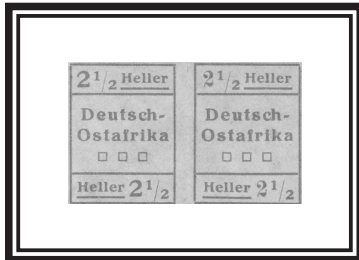 2 1/2 Heller
Deutsch-
Ostafrika
Heller 2 1/2
2 1/2 Heller
Deutsch-
Ostafrika
Heller 2 1/2